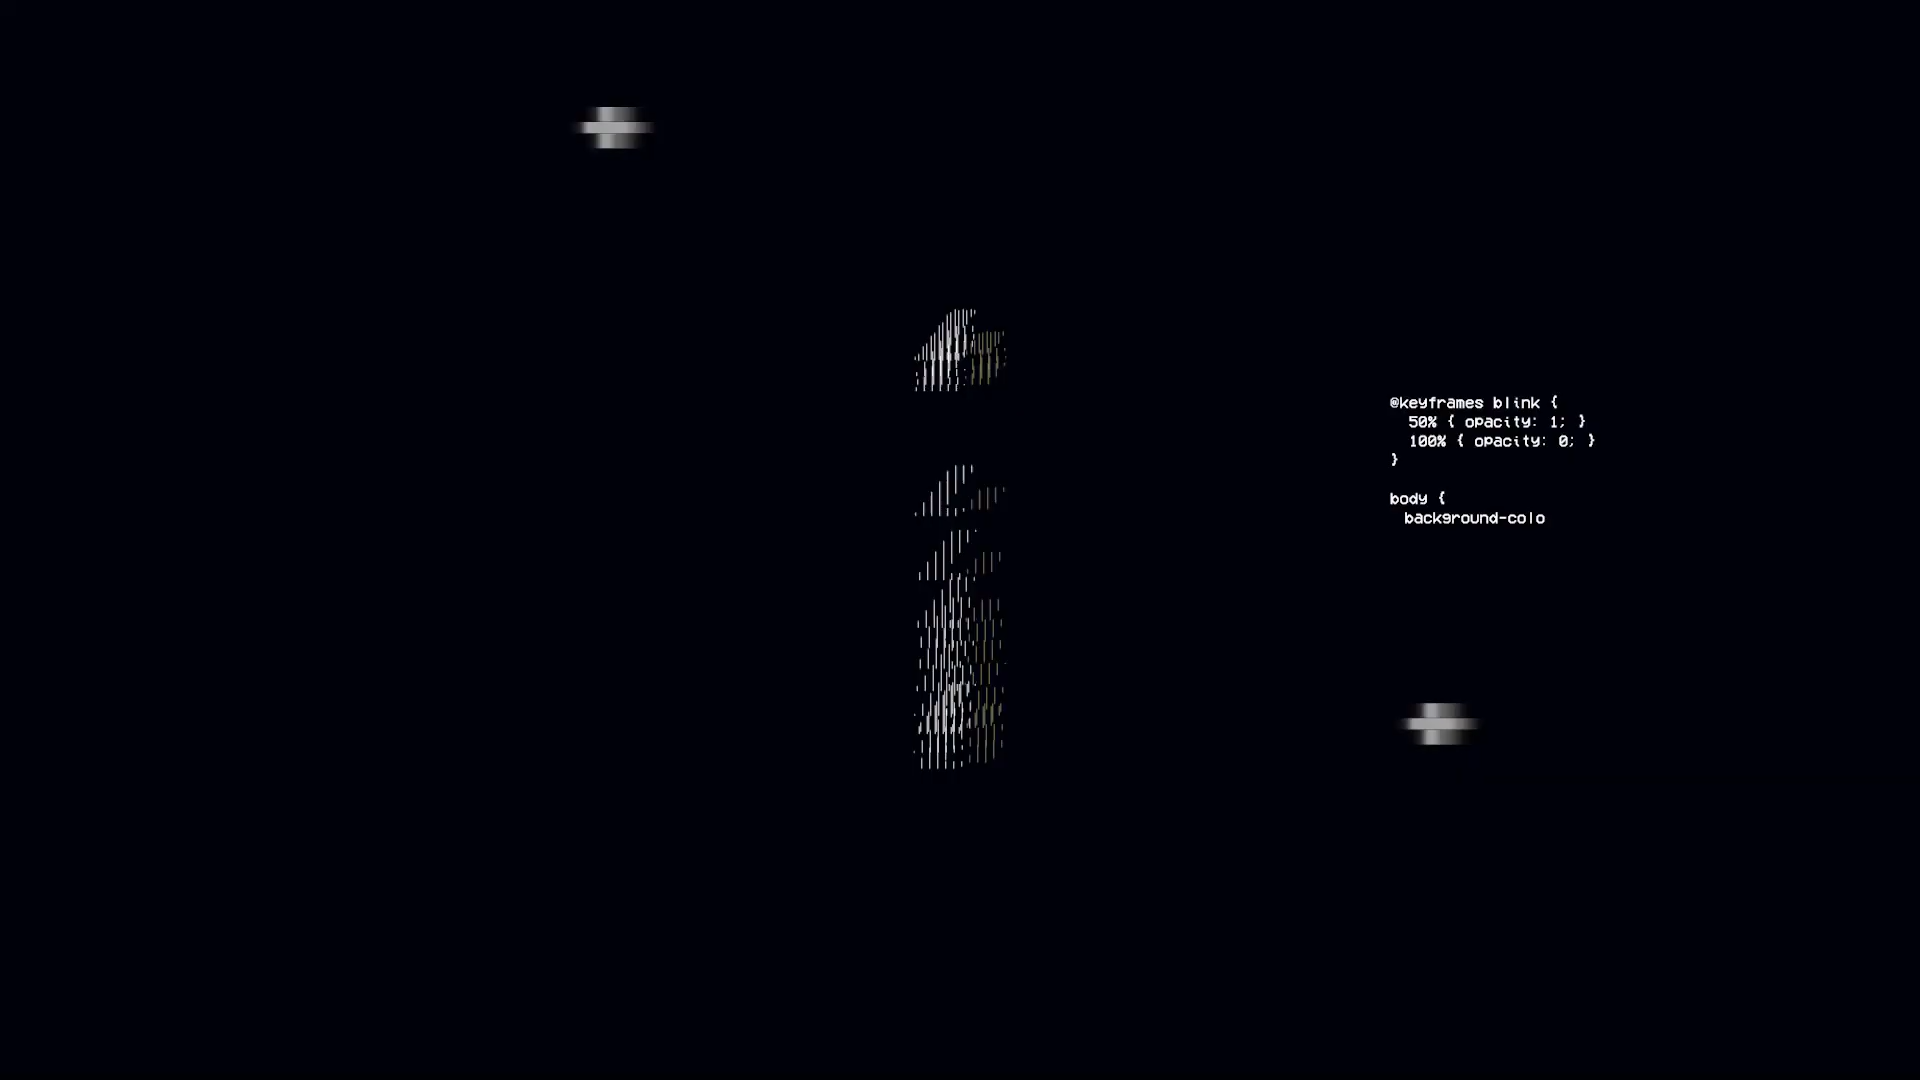 @keyframes blink {
  50% { opacity: 1; }
  100% { opacity: 0; }
}

body {
  background-colo